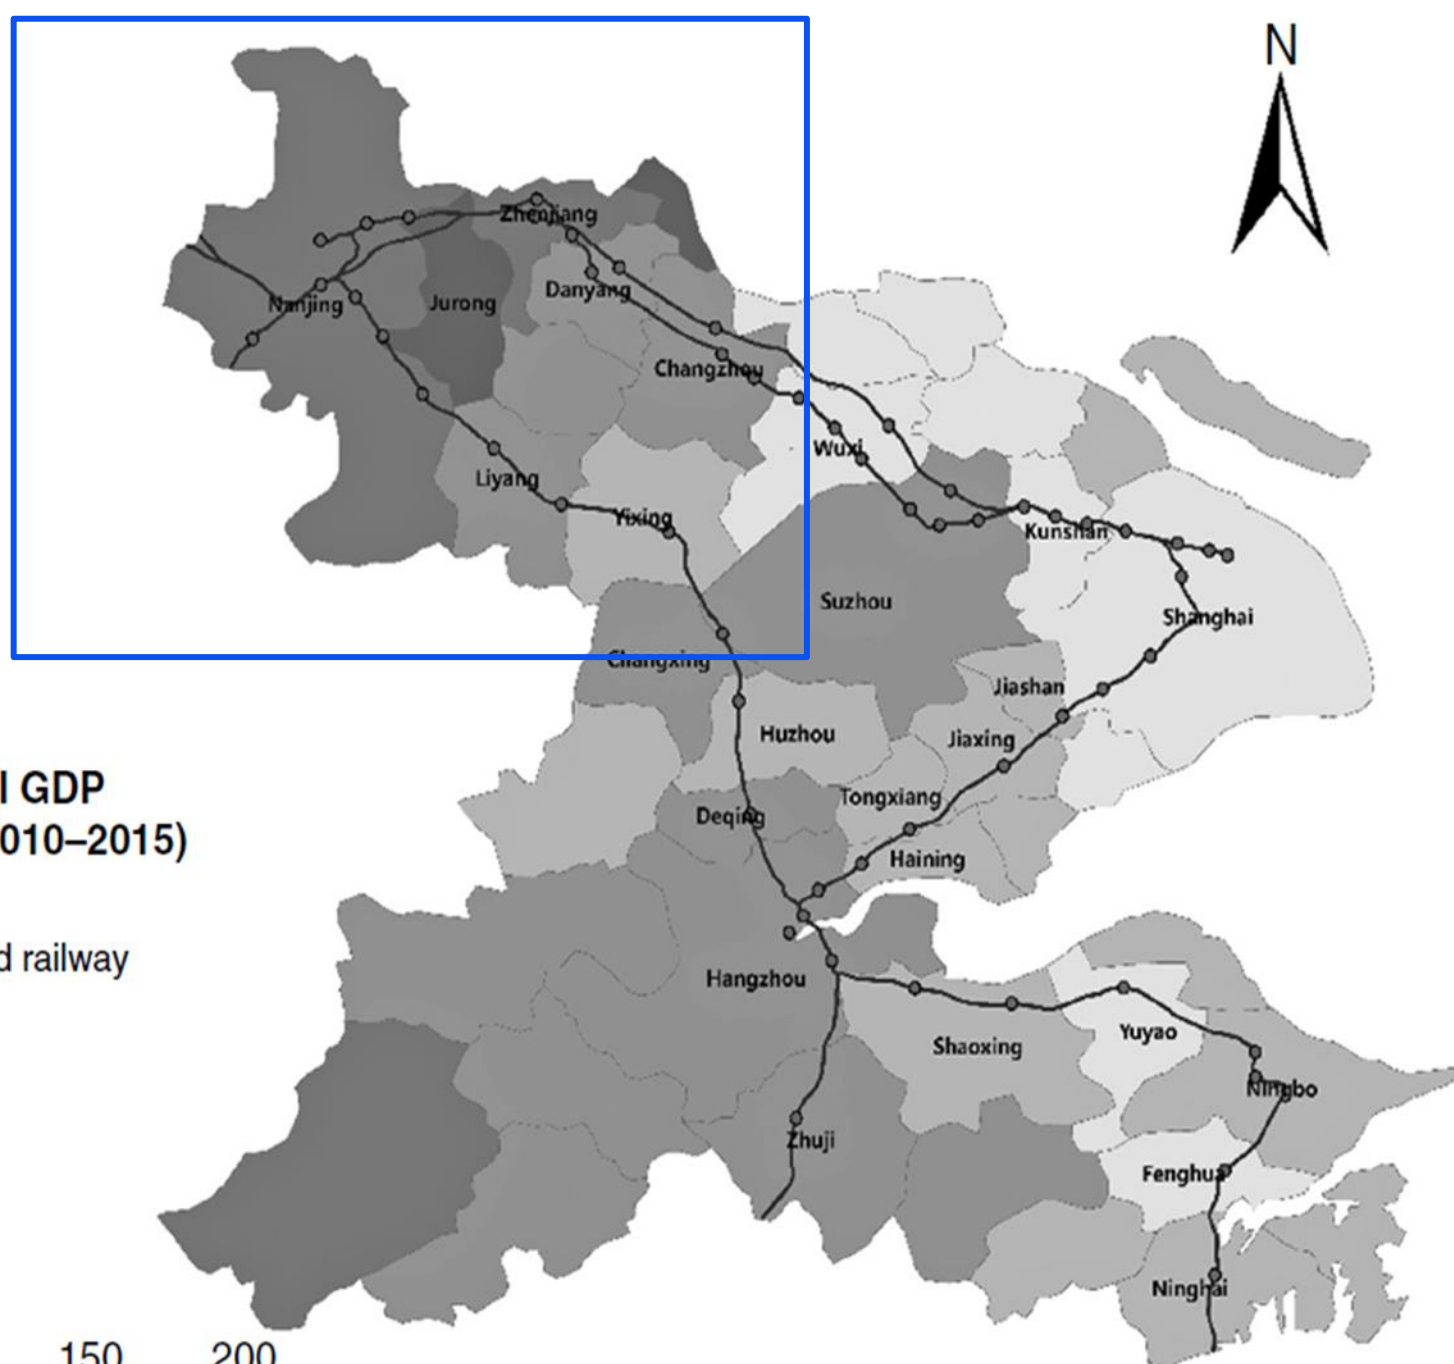 N
Zhenjiang
Danyang
Nanjing
Jurong
Changzhou
Wuxi
Liyang
Yixing
Kunshan
Suzhou
Shanghai
Changxing
Jiashan
Huzhou
Jiaxing
l GDP
010–2015)
Tongxiang
Deqing
Haining
d railway
Hangzhou
Yuyao
Shaoxing
Ningbo
Zhuji
Fenghua
Ninghai
150 200